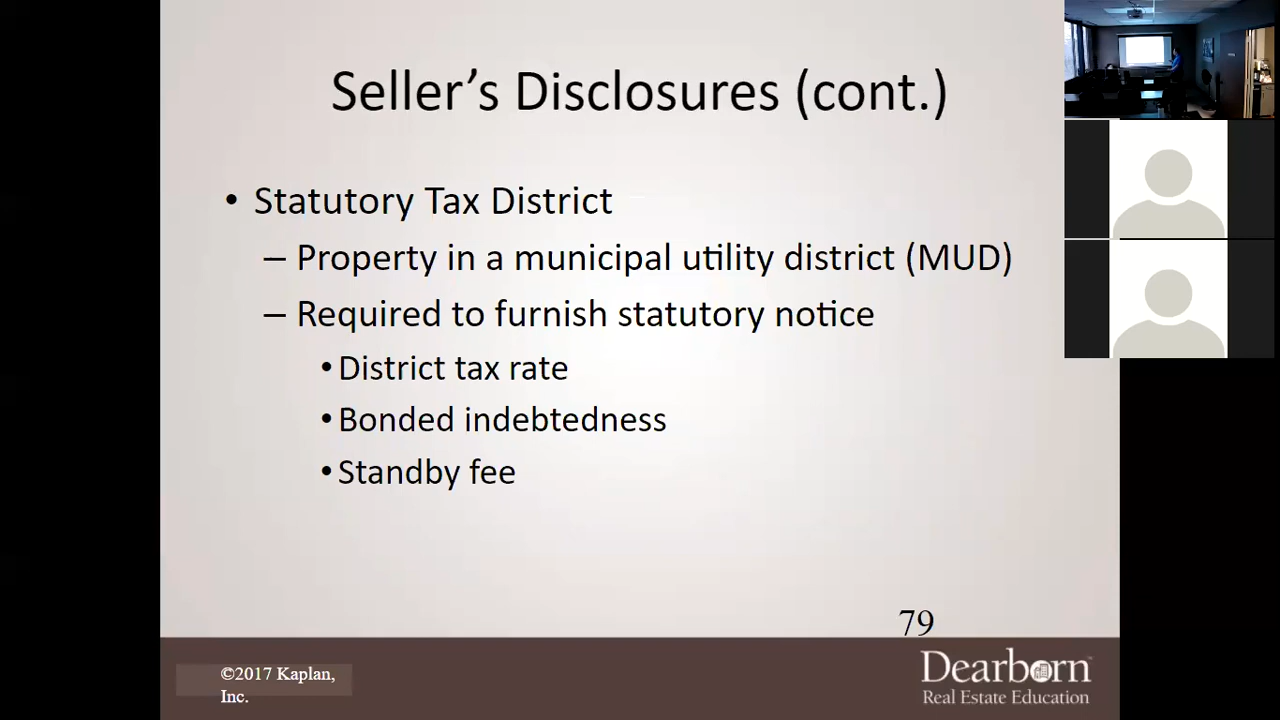 Seller’s Disclosures (cont.)
• Statutory Tax District
– Property in a municipal utility district (MUD)
– Required to furnish statutory notice
• District tax rate
• Bonded indebtedness
• Standby fee
79
©2017 Kaplan,
Inc.
Dearborn
Real Estate Education